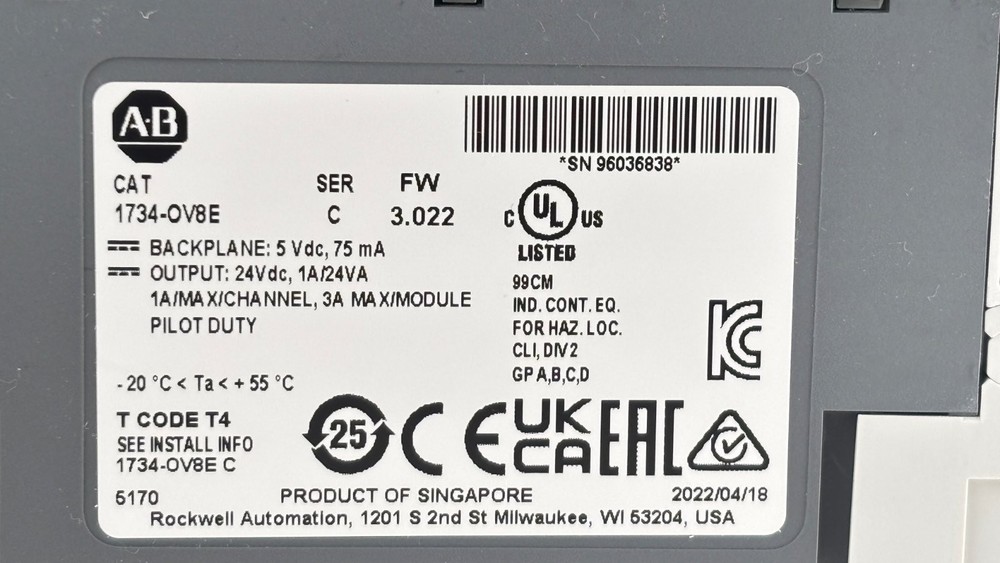 A·B
*SN 96036838*
CAT SER FW
1734-OV8E C 3.022
BACKPLANE: 5 Vdc, 75 mA
OUTPUT: 24Vdc, 1A/24VA
1A/MAX/CHANNEL, 3A MAX/MODULE
PILOT DUTY
C UL US
LISTED
99CM
IND. CONT. EQ.
FOR HAZ. LOC.
CLI, DIV2
GP A,B,C,D
-20 °C < Ta < + 55 °C
T CODE T4
SEE INSTALL INFO
1734-OV8E C
25 CE UK CA EAC
KC
5170 PRODUCT OF SINGAPORE 2022/04/18
Rockwell Automation, 1201 S 2nd St Milwaukee, WI 53204, USA